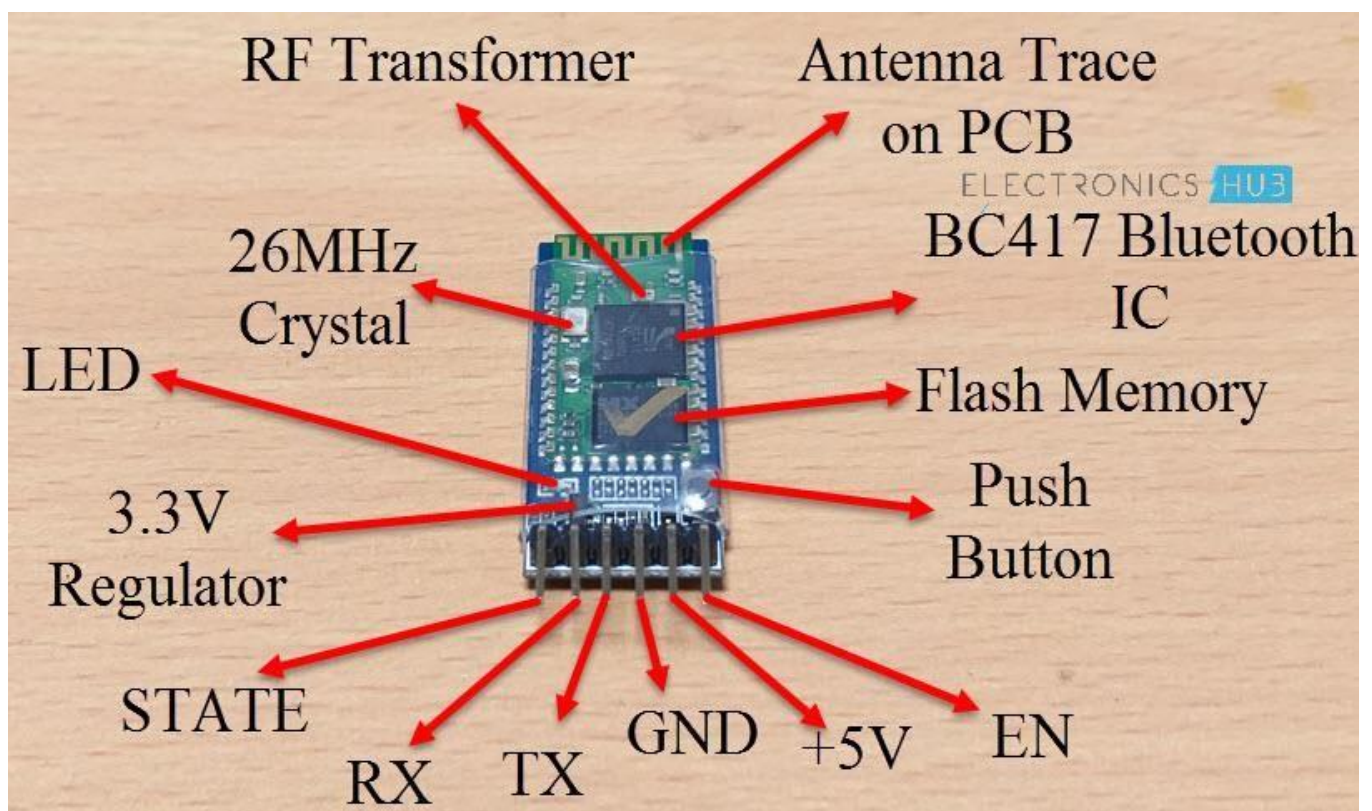 RF Transformer
Antenna Trace
on PCB
ELECTRONICS HUB
BC417 Bluetooth
IC
26MHz
Crystal
LED
Flash Memory
3.3V
Regulator
Push
Button
STATE
RX
TX
GND
+5V
EN